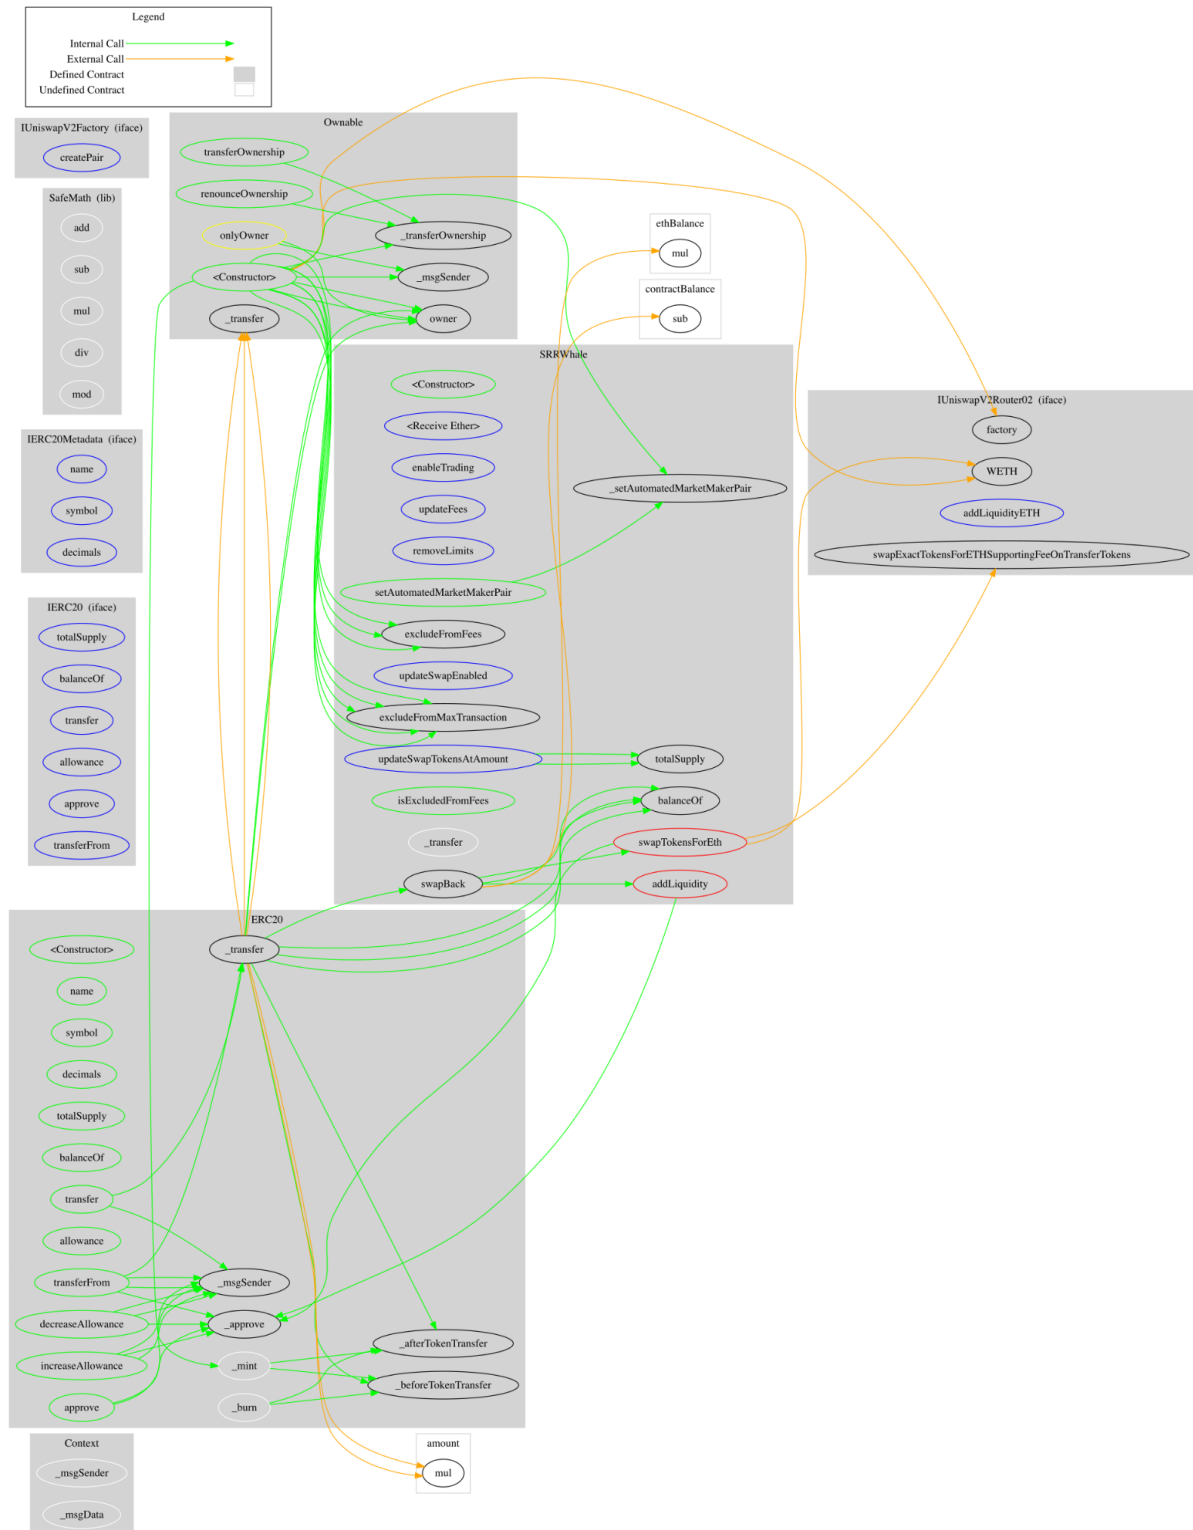 Legend
Internal Call
External Call
Defined Contract
Undefined Contract
IUniswapV2Factory (iface)
createPair
SafeMath (lib)
add
sub
mul
div
mod
IERC20Metadata (iface)
name
symbol
decimals
IERC20 (iface)
totalSupply
balanceOf
transfer
allowance
approve
transferFrom
Ownable
transferOwnership
renounceOwnership
onlyOwner
<Constructor>
_transfer
_transferOwnership
_msgSender
owner
ethBalance
mul
contractBalance
sub
SRRWhale
<Constructor>
<Receive Ether>
enableTrading
updateFees
removeLimits
setAutomatedMarketMakerPair
excludeFromFees
updateSwapEnabled
excludeFromMaxTransaction
updateSwapTokensAtAmount
isExcludedFromFees
_transfer
swapBack
_setAutomatedMarketMakerPair
totalSupply
balanceOf
swapTokensForEth
addLiquidity
IUniswapV2Router02 (iface)
factory
WETH
addLiquidityETH
swapExactTokensForETHSupportingFeeOnTransferTokens
ERC20
<Constructor>
name
symbol
decimals
totalSupply
balanceOf
transfer
allowance
transferFrom
decreaseAllowance
increaseAllowance
approve
_transfer
_msgSender
_approve
_mint
_burn
_afterTokenTransfer
_beforeTokenTransfer
Context
_msgSender
_msgData
amount
mul